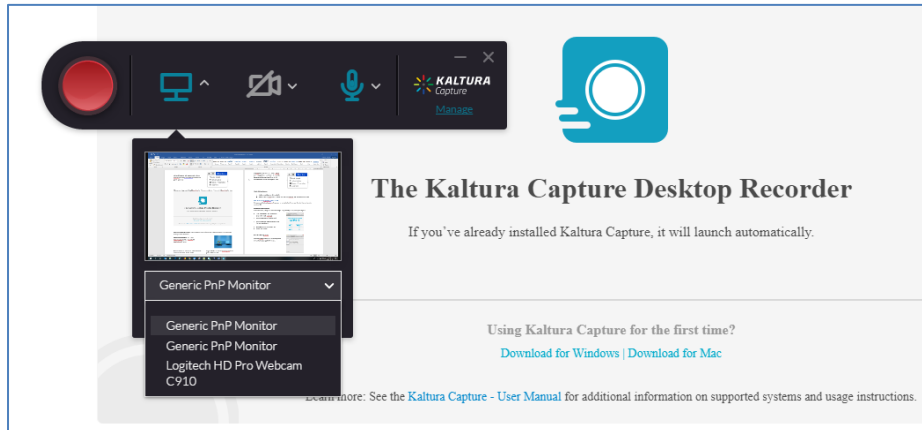 KALTURA
Capture
Manage
The Kaltura Capture Desktop Recorder
If you've already installed Kaltura Capture, it will launch automatically.
Generic PnP Monitor
Generic PnP Monitor
Generic PnP Monitor
Logitech HD Pro Webcam
C910
Using Kaltura Capture for the first time?
Download for Windows | Download for Mac
Learn more: See the Kaltura Capture - User Manual for additional information on supported systems and usage instructions.